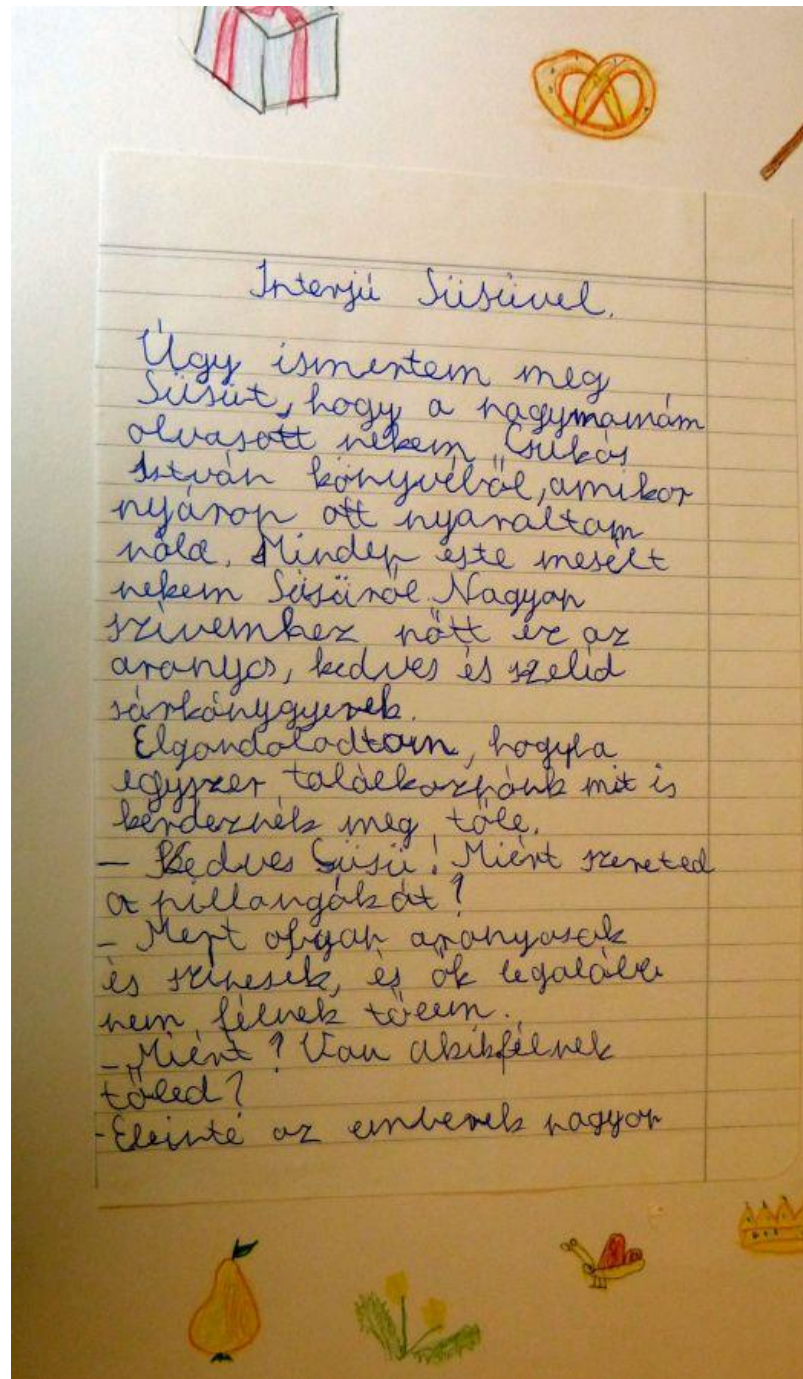 Interjú Süsüvel.
Úgy ismertem meg
Süsüt, hogy a nagymamám
olvasott nekem Csukás
István könyvéből, amikor
nyáron ott nyaraltam
nála. Minden este mesélt
nekem Süsüről. Nagyon
szívemhez nőtt ez az
aranyos, kedves és szelíd
sárkánygyerek.
Elgondolodtam, hogyha
egyszer találkoznánk mit is
kérdeznék meg tőle.
– Kedves Süsü! Miért szereted
a pillangókat?
– Mert olyan aranyosak
és színesek, és ők legalább
nem félnek tőlem.
– Miért? Van akikfélnek
tőled?
- Eleinte az emberek nagyon